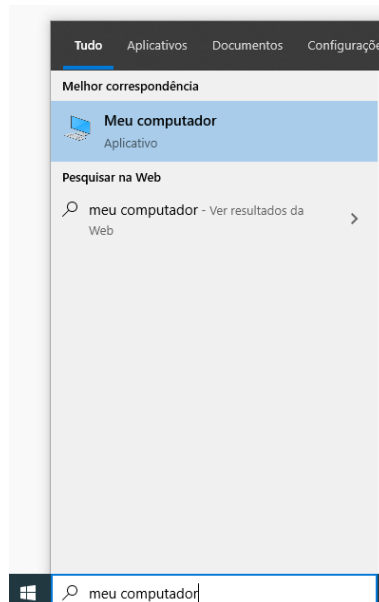 Tudo Aplicativos Documentos Configuraçõe
Melhor correspondência
Meu computador
Aplicativo
Pesquisar na Web
meu computador - Ver resultados da
Web
meu computador